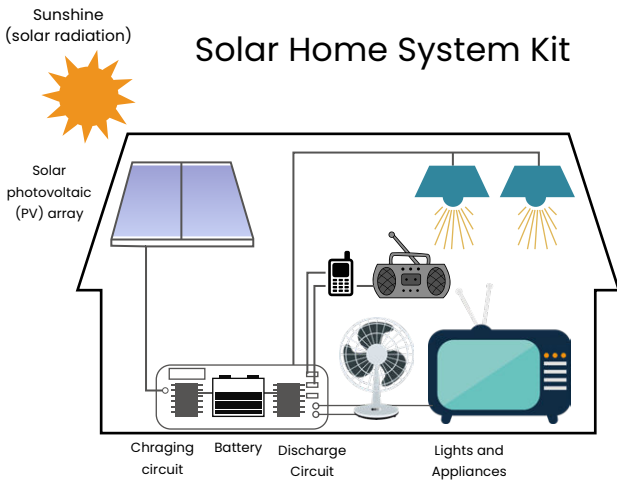 Sunshine
(solar radiation)
Solar Home System Kit
Solar
photovoltaic
(PV) array
Chraging
circuit
Battery
Discharge
Circuit
Lights and
Appliances